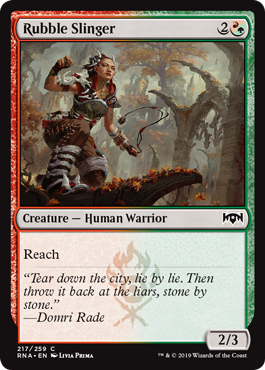 Rubble Slinger 2
Creature — Human Warrior
Reach
“Tear down the city, lie by lie. Then
throw it back at the liars, stone by
stone.”
—Domri Rade
2/3
217/259 C
RNA • EN LIVIA PRIMA
™ & © 2019 Wizards of the Coast